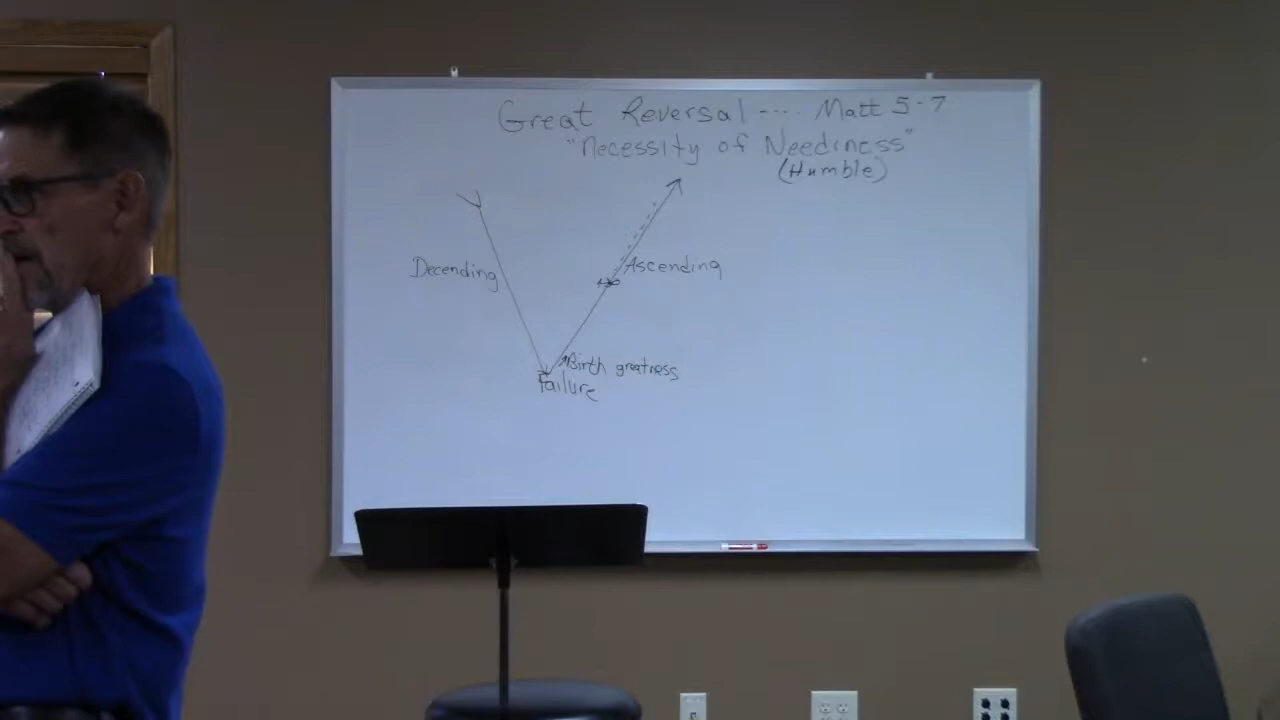 Great Reversal .... Matt 5-7
"Necessity of Neediness"
(Humble)
Decending
Ascending
Birth greatness
Failure